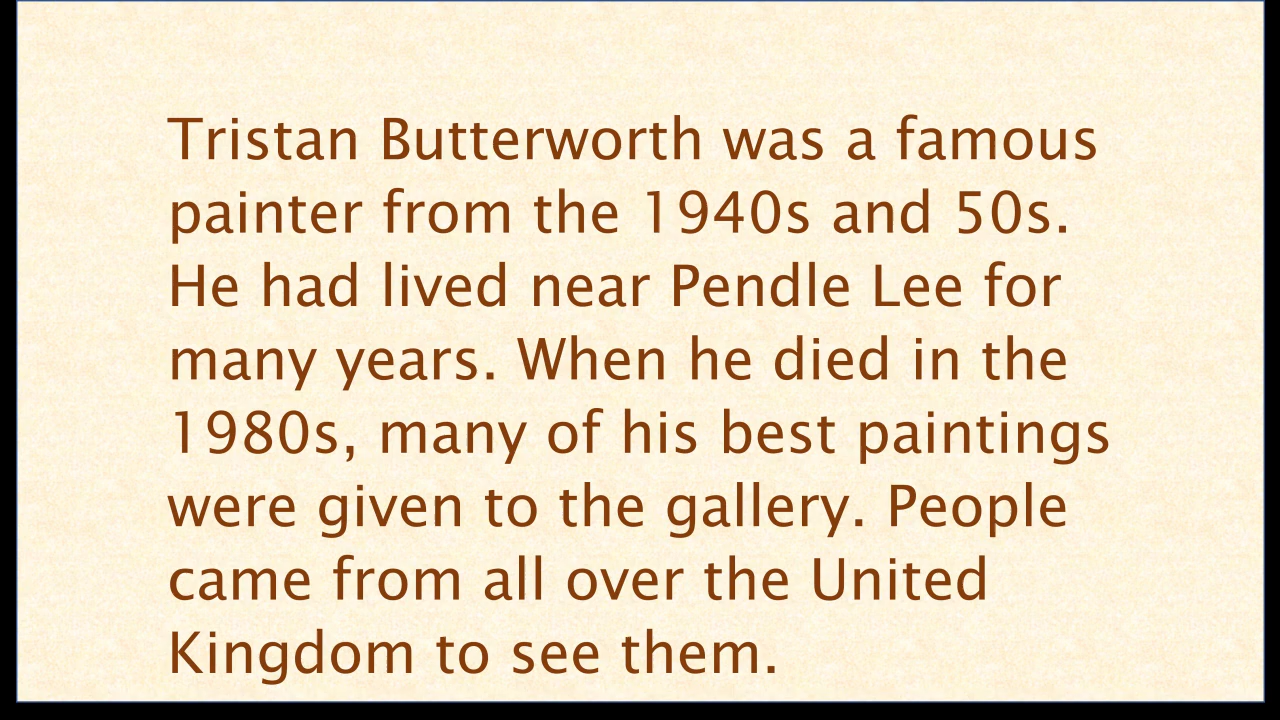 Tristan Butterworth was a famous
painter from the 1940s and 50s.
He had lived near Pendle Lee for
many years. When he died in the
1980s, many of his best paintings
were given to the gallery. People
came from all over the United
Kingdom to see them.